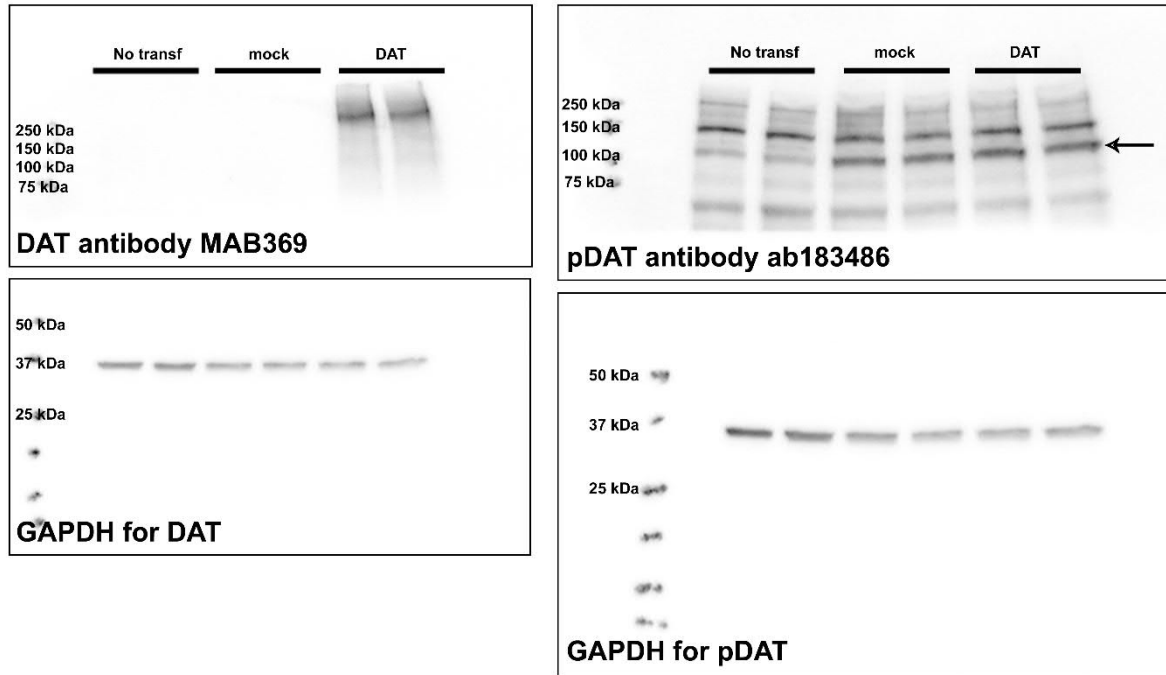 No transf mock DAT
250 kDa
150 kDa
100 kDa
75 kDa
DAT antibody MAB369
No transf mock DAT
250 kDa
150 kDa
100 kDa
75 kDa
pDAT antibody ab183486
50 kDa
37 kDa
25 kDa
GAPDH for DAT
50 kDa
37 kDa
25 kDa
GAPDH for pDAT